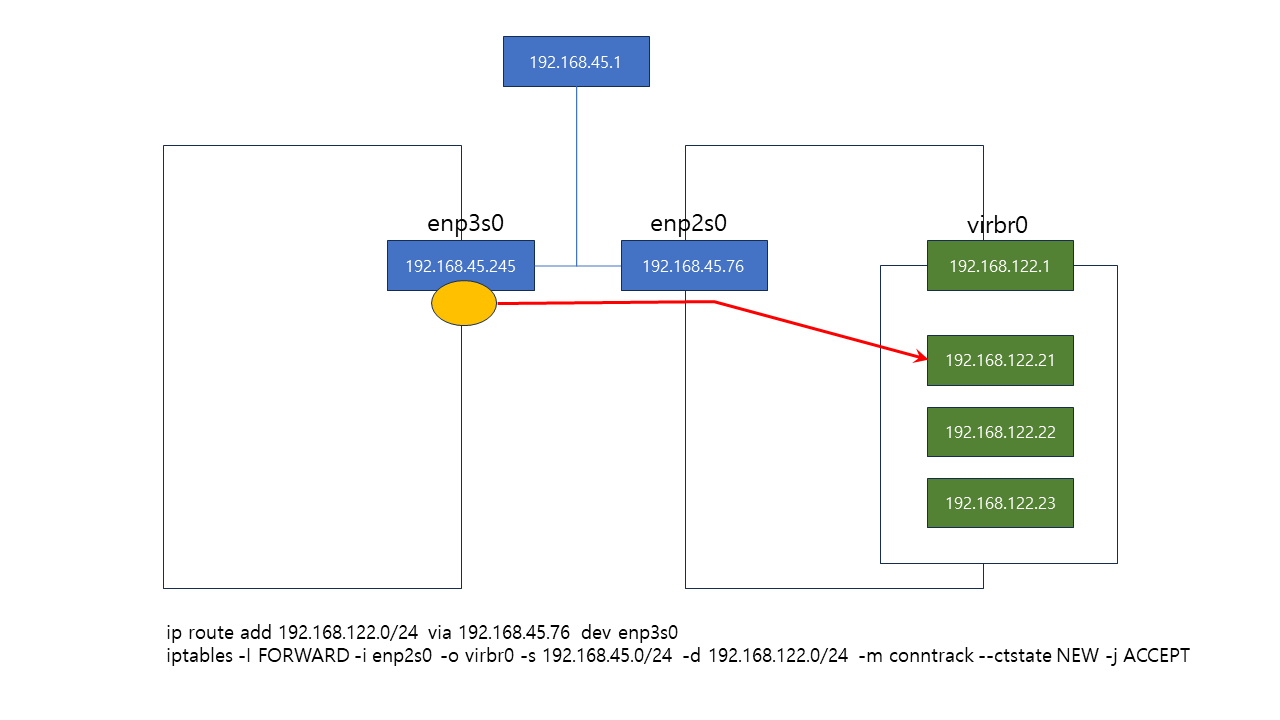 192.168.45.1
enp3s0
enp2s0
virbr0
192.168.45.245
192.168.45.76
192.168.122.1
192.168.122.21
192.168.122.22
192.168.122.23
ip route add 192.168.122.0/24 via 192.168.45.76 dev enp3s0
iptables -I FORWARD -i enp2s0 -o virbr0 -s 192.168.45.0/24 -d 192.168.122.0/24 -m conntrack --ctstate NEW -j ACCEPT